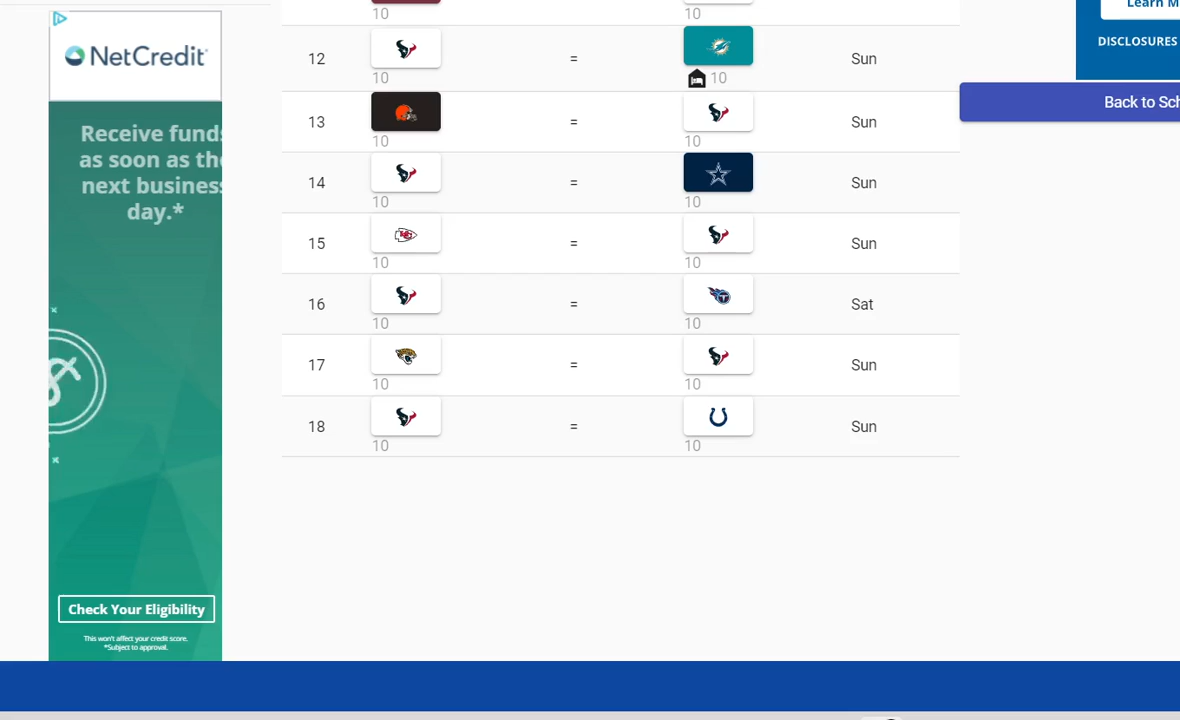 NetCredit
Receive funds
as soon as the
next business
day.*
Check Your Eligibility
This won't affect your credit score.
*Subject to approval.
10 10
12 = Sun
10 10
13 = Sun
10 10
14 = Sun
10 10
15 = Sun
10 10
16 = Sat
10 10
17 = Sun
10 10
18 = Sun
10 10
Learn M
DISCLOSURES
Back to Sch